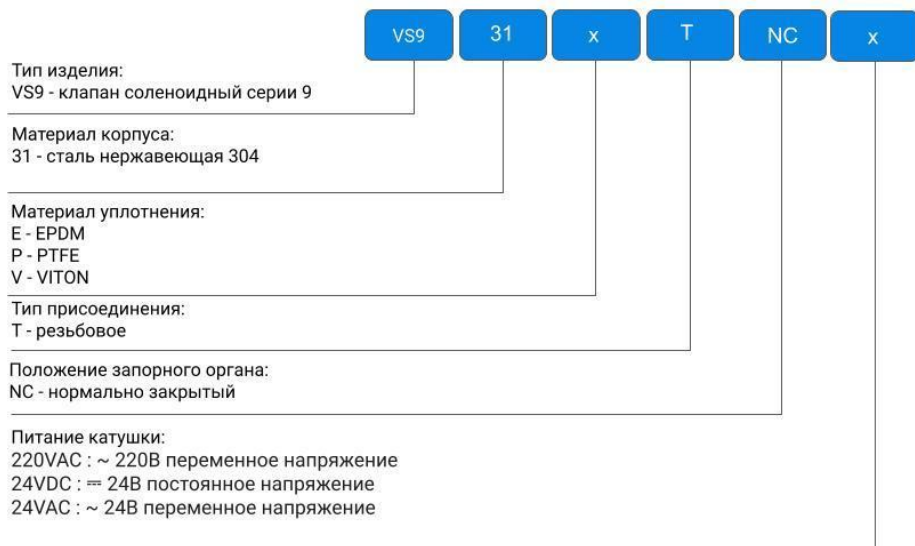 VS9 31 x T NC x
Тип изделия:
VS9 - клапан соленоидный серии 9
Материал корпуса:
31 - сталь нержавеющая 304
Материал уплотнения:
E - EPDM
P - PTFE
V - VITON
Тип присоединения:
T - резьбовое
Положение запорного органа:
NC - нормально закрытый
Питание катушки:
220VAC : ~ 220В переменное напряжение
24VDC : ⎓ 24В постоянное напряжение
24VAC : ~ 24В переменное напряжение